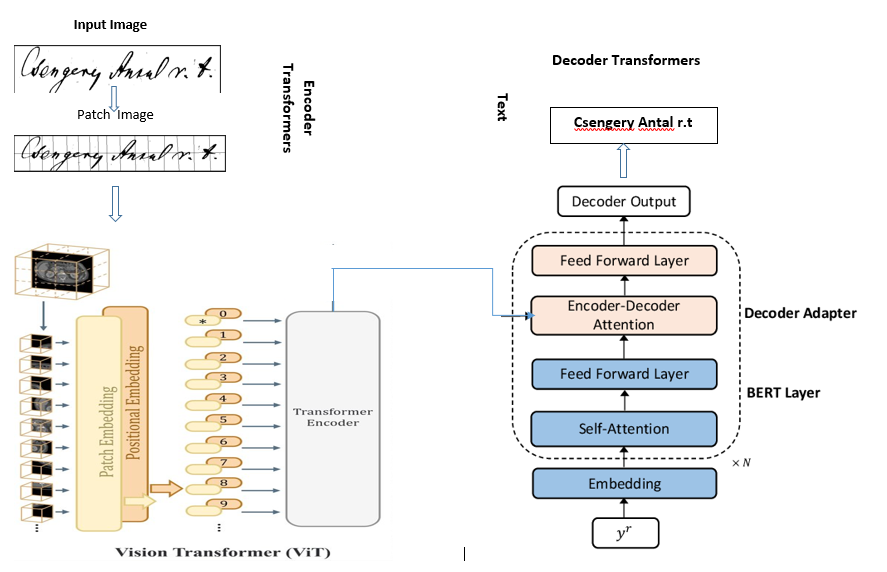 Input Image
Csengery Antal r. t.
Patch Image
Csengery Antal r. t.
Encoder
Transformers
Patch Embedding
Positional Embedding
*
0
1
2
3
4
5
6
7
8
9
Transformer
Encoder
Vision Transformer (ViT)
Decoder Transformers
Text
Csengery Antal r.t
Decoder Output
Feed Forward Layer
Encoder-Decoder
Attention
Decoder Adapter
Feed Forward Layer
BERT Layer
Self-Attention
× N
Embedding
yʳ